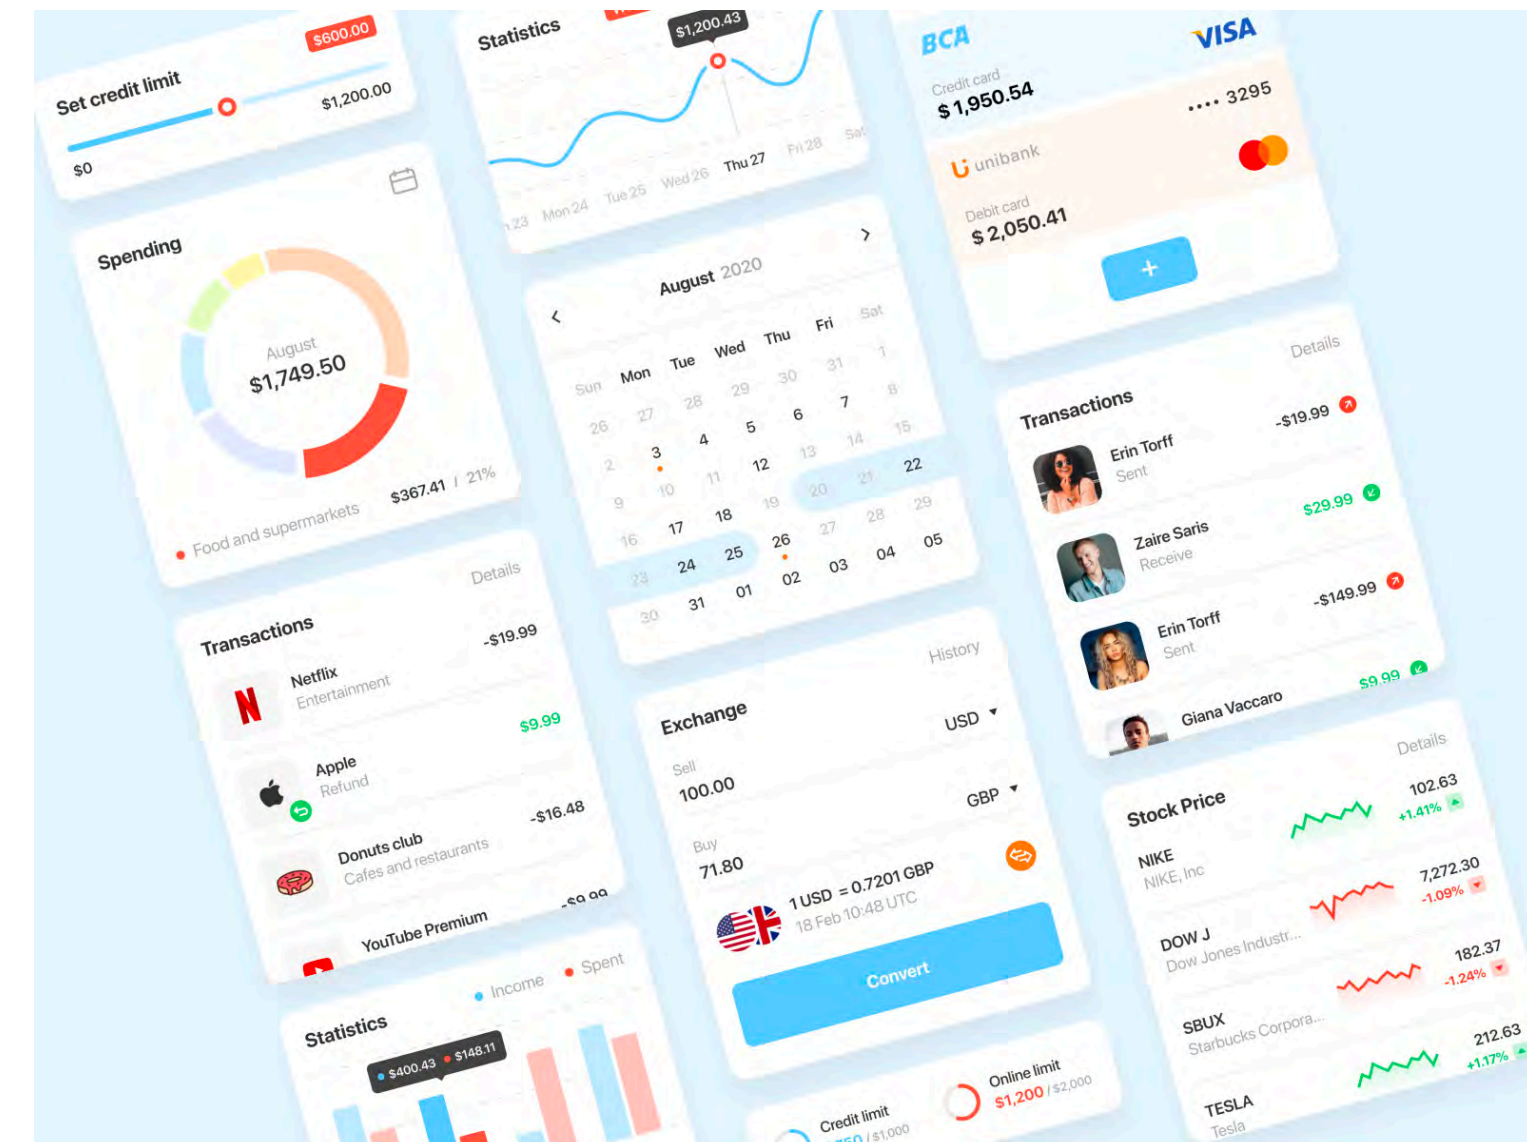 Set credit limit
$600.00
$0
$1,200.00
Spending
August
$1,749.50
Food and supermarkets
$367.41 / 21%
Transactions
Details
Netflix
Entertainment
-$19.99
Apple
Refund
$9.99
Donuts club
Cafes and restaurants
-$16.48
YouTube Premium
-$9.99
Statistics
Income
Spent
$400.43
$148.11
Statistics
$1,200.43
23 Mon 24 Tue 25 Wed 26 Thu 27 Fri 28 Sat
August 2020
Sun Mon Tue Wed Thu Fri Sat
26 27 28 29 30 31 1
2 3 4 5 6 7 8
9 10 11 12 13 14 15
16 17 18 19 20 21 22
23 24 25 26 27 28 29
30 31 01 02 03 04 05
Exchange
History
Sell
100.00
USD
Buy
71.80
GBP
1 USD = 0.7201 GBP
18 Feb 10:48 UTC
Convert
Credit limit
/ $1,000
Online limit
$1,200 / $2,000
BCA
VISA
Credit card
$ 1,950.54
•••• 3295
unibank
Debit card
$ 2,050.41
+
Transactions
Details
Erin Torff
Sent
-$19.99
Zaire Saris
Receive
$29.99
Erin Torff
Sent
-$149.99
Giana Vaccaro
$9.99
Stock Price
Details
NIKE
NIKE, Inc
102.63
+1.41%
DOW J
Dow Jones Industr...
7,272.30
-1.09%
SBUX
Starbucks Corpora...
182.37
-1.24%
TESLA
Tesla
212.63
+1.17%